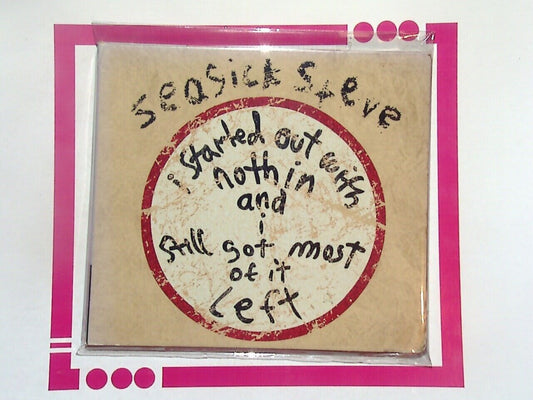 seasick steve
i started out with
nothin
and
i
still got most
of it
left